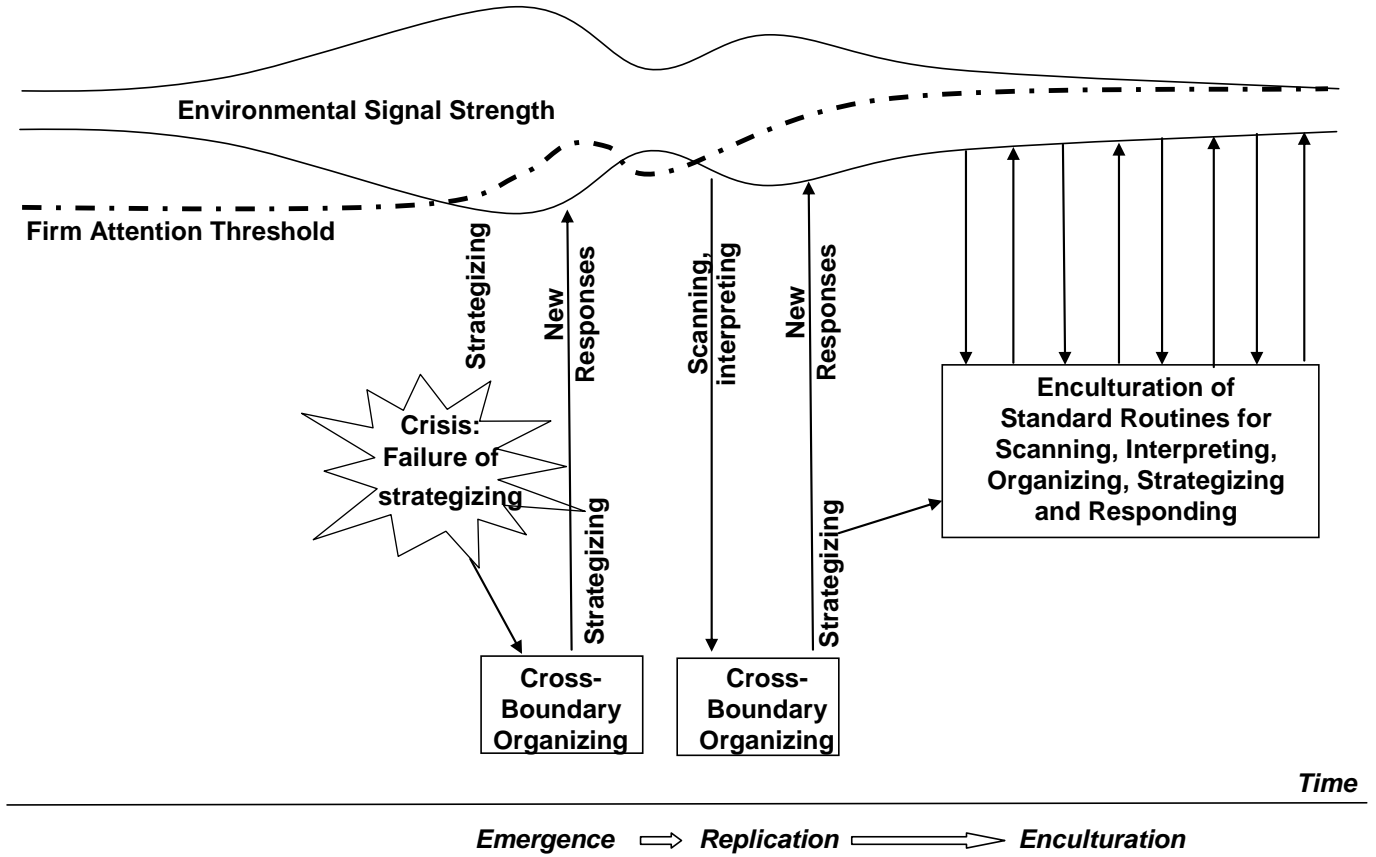 Environmental Signal Strength
Firm Attention Threshold
Strategizing
New
Responses
Scanning,
interpreting
New
Responses
Crisis:
Failure of
strategizing
Strategizing
Strategizing
Enculturation of
Standard Routines for
Scanning, Interpreting,
Organizing, Strategizing
and Responding
Cross-
Boundary
Organizing
Cross-
Boundary
Organizing
Time
Emergence
Replication
Enculturation